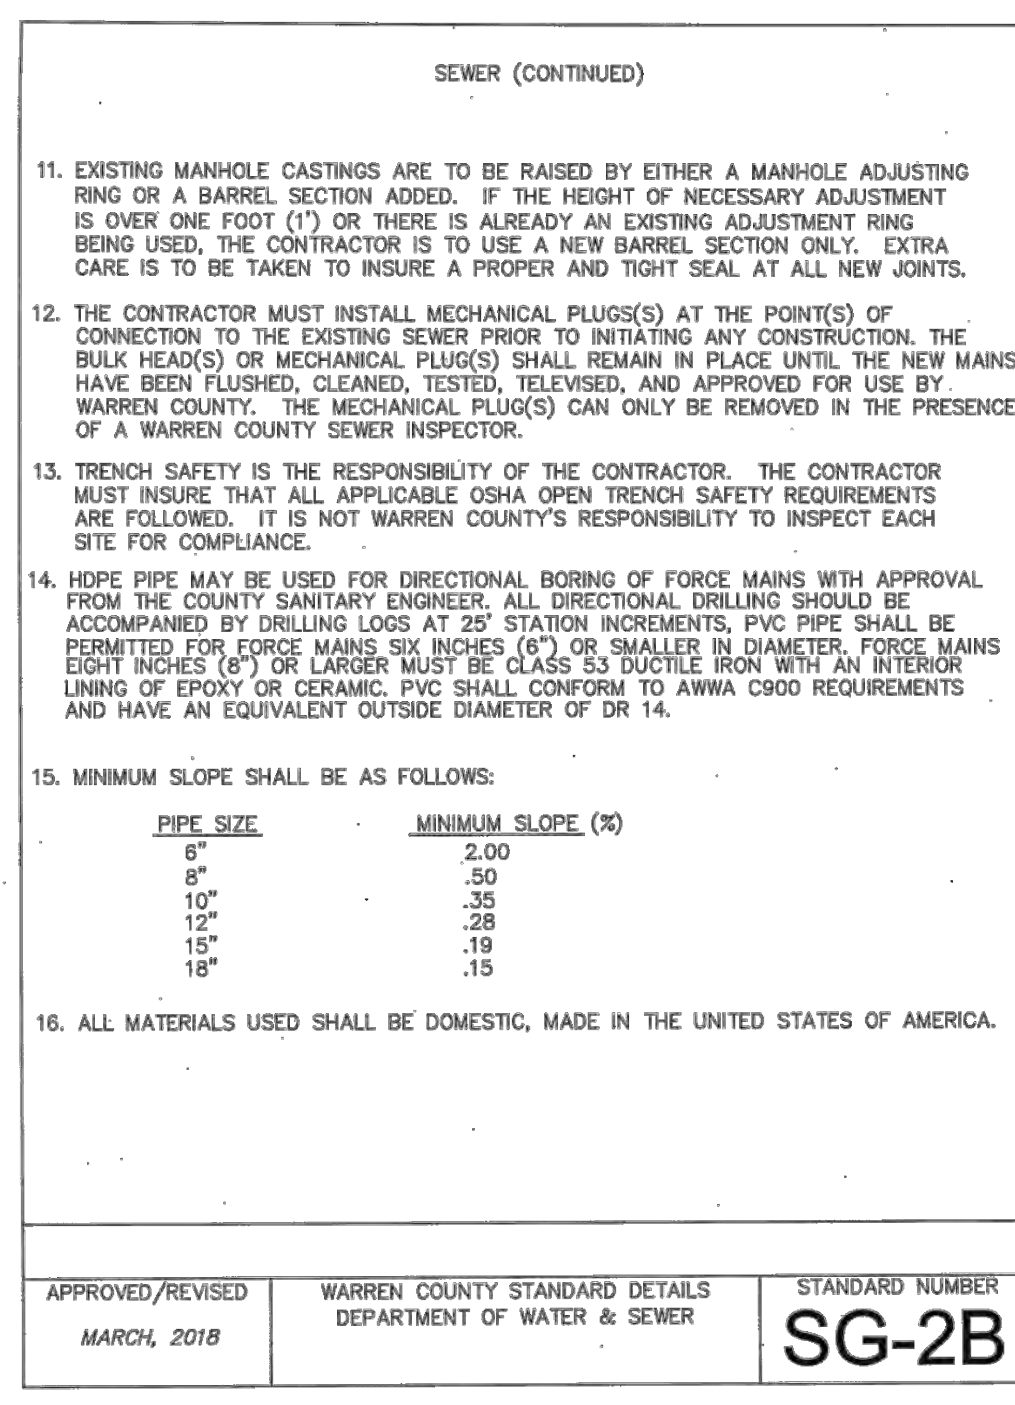 SEWER (CONTINUED)
11. EXISTING MANHOLE CASTINGS ARE TO BE RAISED BY EITHER A MANHOLE ADJUSTING
RING OR A BARREL SECTION ADDED. IF THE HEIGHT OF NECESSARY ADJUSTMENT
IS OVER ONE FOOT (1') OR THERE IS ALREADY AN EXISTING ADJUSTMENT RING
BEING USED, THE CONTRACTOR IS TO USE A NEW BARREL SECTION ONLY. EXTRA
CARE IS TO BE TAKEN TO INSURE A PROPER AND TIGHT SEAL AT ALL NEW JOINTS.
12. THE CONTRACTOR MUST INSTALL MECHANICAL PLUGS(S) AT THE POINT(S) OF
CONNECTION TO THE EXISTING SEWER PRIOR TO INITIATING ANY CONSTRUCTION. THE
BULK HEAD(S) OR MECHANICAL PLUG(S) SHALL REMAIN IN PLACE UNTIL THE NEW MAINS
HAVE BEEN FLUSHED, CLEANED, TESTED, TELEVISED, AND APPROVED FOR USE BY
WARREN COUNTY. THE MECHANICAL PLUG(S) CAN ONLY BE REMOVED IN THE PRESENCE
OF A WARREN COUNTY SEWER INSPECTOR.
13. TRENCH SAFETY IS THE RESPONSIBILITY OF THE CONTRACTOR. THE CONTRACTOR
MUST INSURE THAT ALL APPLICABLE OSHA OPEN TRENCH SAFETY REQUIREMENTS
ARE FOLLOWED. IT IS NOT WARREN COUNTY'S RESPONSIBILITY TO INSPECT EACH
SITE FOR COMPLIANCE.
14. HDPE PIPE MAY BE USED FOR DIRECTIONAL BORING OF FORCE MAINS WITH APPROVAL
FROM THE COUNTY SANITARY ENGINEER. ALL DIRECTIONAL DRILLING SHOULD BE
ACCOMPANIED BY DRILLING LOGS AT 25' STATION INCREMENTS, PVC PIPE SHALL BE
PERMITTED FOR FORCE MAINS SIX INCHES (6") OR SMALLER IN DIAMETER. FORCE MAINS
EIGHT INCHES (8") OR LARGER MUST BE CLASS 53 DUCTILE IRON WITH AN INTERIOR
LINING OF EPOXY OR CERAMIC. PVC SHALL CONFORM TO AWWA C900 REQUIREMENTS
AND HAVE AN EQUIVALENT OUTSIDE DIAMETER OF DR 14.
15. MINIMUM SLOPE SHALL BE AS FOLLOWS:
PIPE SIZE MINIMUM SLOPE (%)
6" 2.00
8" .50
10" .35
12" .28
15" .19
18" .15
16. ALL MATERIALS USED SHALL BE DOMESTIC, MADE IN THE UNITED STATES OF AMERICA.
APPROVED/REVISED
MARCH, 2018
WARREN COUNTY STANDARD DETAILS
DEPARTMENT OF WATER & SEWER
STANDARD NUMBER
SG-2B